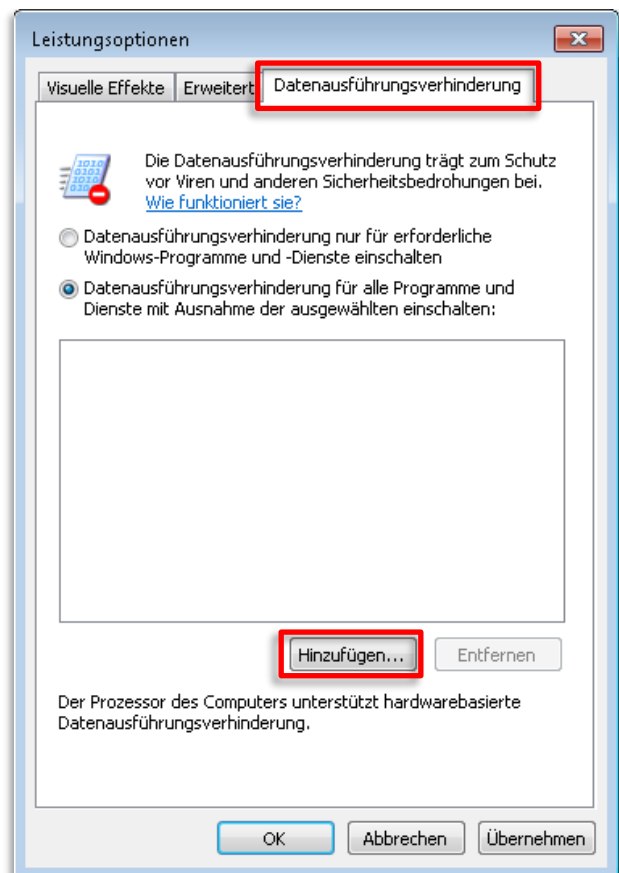 Leistungsoptionen
Visuelle Effekte Erweitert Datenausführungsverhinderung
Die Datenausführungsverhinderung trägt zum Schutz
vor Viren und anderen Sicherheitsbedrohungen bei.
Wie funktioniert sie?
Datenausführungsverhinderung nur für erforderliche
Windows-Programme und -Dienste einschalten
Datenausführungsverhinderung für alle Programme und
Dienste mit Ausnahme der ausgewählten einschalten:
Hinzufügen... Entfernen
Der Prozessor des Computers unterstützt hardwarebasierte
Datenausführungsverhinderung.
OK Abbrechen Übernehmen